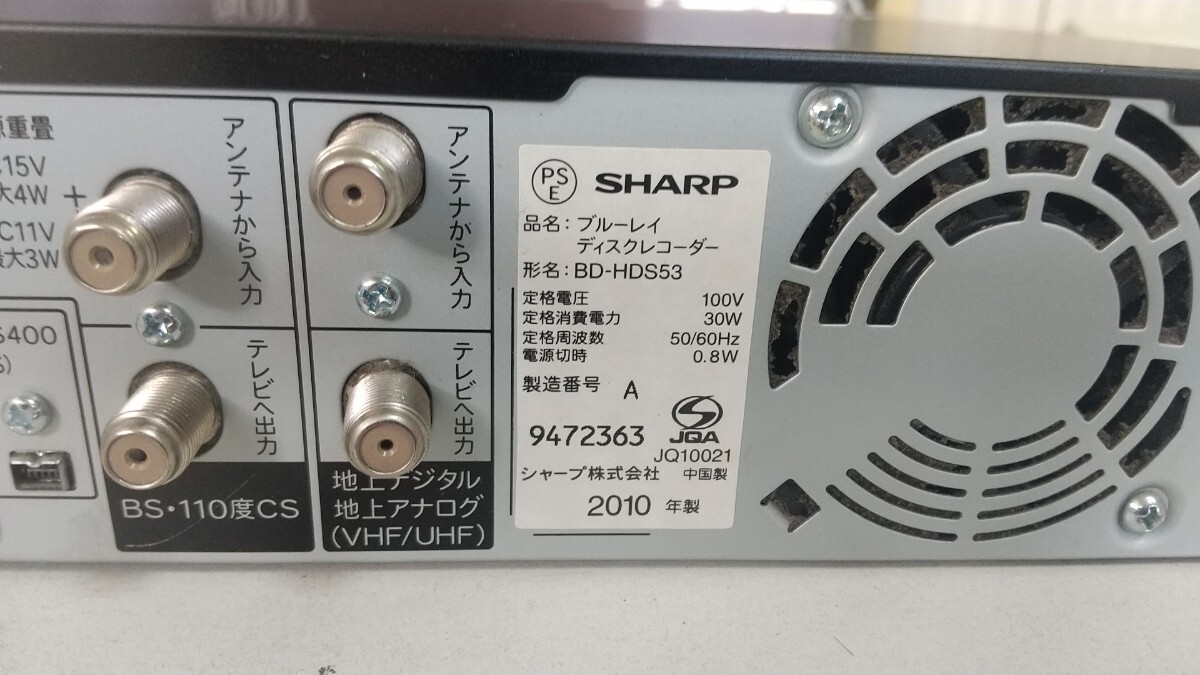 源重畳
C15V
大4W
+
C11V
最大3W
アンテナから入力
テレビへ出力
BS・110度CS
S400
アンテナから入力
テレビへ出力
地上デジタル
地上アナログ
(VHF/UHF)
PS
E
SHARP
品名: ブルーレイ
ディスクレコーダー
形名: BD-HDS53
定格電圧 100V
定格消費電力 30W
定格周波数 50/60Hz
電源切時 0.8W
製造番号 A
9472363
JQA
JQ10021
シャープ株式会社 中国製
2010 年製